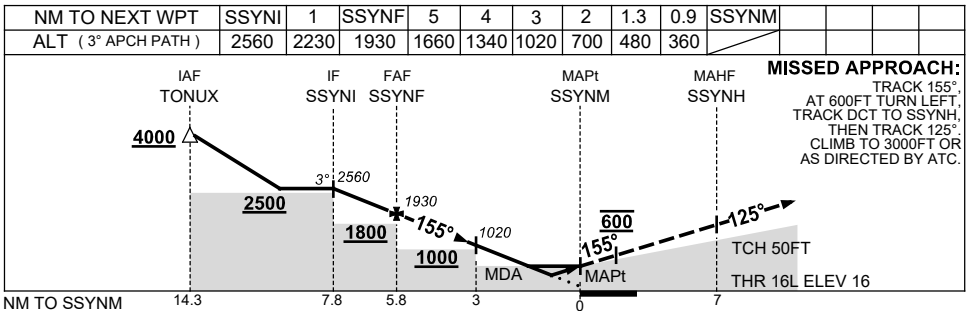 NM TO NEXT WPT SSYNI 1 SSYNF 5 4 3 2 1.3 0.9 SSYNM
ALT ( 3° APCH PATH ) 2560 2230 1930 1660 1340 1020 700 480 360
MISSED APPROACH:
TRACK 155°,
AT 600FT TURN LEFT,
TRACK DCT TO SSYNH,
THEN TRACK 125°.
CLIMB TO 3000FT OR
AS DIRECTED BY ATC.
IAF IF FAF MAPt MAHF
TONUX SSYNI SSYNF SSYNM SSYNH
4000
3° 2560
2500
1930
1800
155°
1020
1000
MDA
MAPt
155°
600
125°
TCH 50FT
THR 16L ELEV 16
NM TO SSYNM 14.3 7.8 5.8 3 0 7